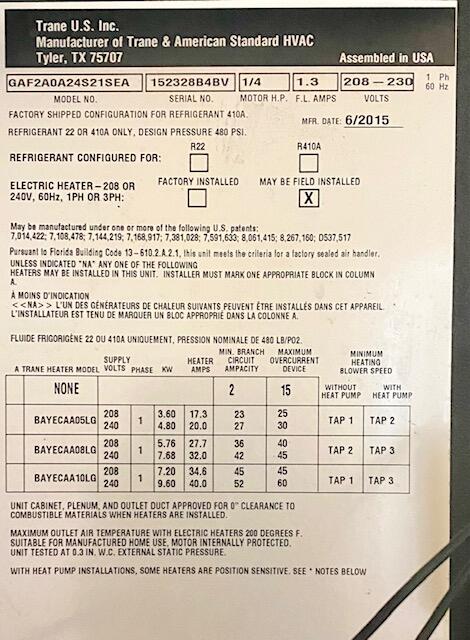 Trane U.S. Inc.
Manufacturer of Trane & American Standard HVAC
Tyler, TX 75707 Assembled in USA
GAF2A0A24S21SEA 152328B4BV 1/4 1.3 208 – 230 1 Ph
60 Hz
MODEL NO. SERIAL NO. MOTOR H.P. F.L. AMPS VOLTS
FACTORY SHIPPED CONFIGURATION FOR REFRIGERANT 410A.
MFR. DATE: 6/2015
REFRIGERANT 22 OR 410A ONLY, DESIGN PRESSURE 480 PSI.
R22 R410A
REFRIGERANT CONFIGURED FOR:
ELECTRIC HEATER – 208 OR FACTORY INSTALLED MAY BE FIELD INSTALLED
240V, 60Hz, 1PH OR 3PH: X
May be manufactured under one or more of the following U.S. patents:
7,014,422; 7,108,478; 7,144,219; 7,168,917; 7,381,028; 7,591,633; 8,061,415; 8,267,160; D537,517
Pursuant to Florida Building Code 13–610.2.A.2.1, this unit meets the criteria for a factory sealed air handler.
UNLESS INDICATED "NA" ANY ONE OF THE FOLLOWING
HEATERS MAY BE INSTALLED IN THIS UNIT. INSTALLER MUST MARK ONE APPROPRIATE BLOCK IN COLUMN
A.
À MOINS D'INDICATION
<<NA>> L'UN DES GÉNÉRATEURS DE CHALEUR SUIVANTS PEUVENT ÊTRE INSTALLÉS DANS CET APPAREIL.
L'INSTALLATEUR EST TENU DE MARQUER UN BLOC APPROPRIÉ DANS LA COLONNE A.
FLUIDE FRIGORIGÈNE 22 OU 410A UNIQUEMENT, PRESSION NOMINALE DE 480 LB/PO2.
A TRANE HEATER MODEL SUPPLY VOLTS PHASE KW HEATER AMPS MIN. BRANCH CIRCUIT AMPACITY MAXIMUM OVERCURRENT DEVICE MINIMUM HEATING BLOWER SPEED
NONE 2 15 WITHOUT HEAT PUMP WITH HEAT PUMP
BAYECAA05LG 208 1 3.60 17.3 23 25 TAP 1 TAP 2
240 4.80 20.0 27 30
BAYECAA08LG 208 1 5.76 27.7 36 40 TAP 2 TAP 3
240 7.68 32.0 42 45
BAYECAA10LG 208 1 7.20 34.6 45 45 TAP 1 TAP 3
240 9.60 40.0 52 60
UNIT CABINET, PLENUM, AND OUTLET DUCT APPROVED FOR 0" CLEARANCE TO
COMBUSTIBLE MATERIALS WHEN HEATERS ARE INSTALLED.
MAXIMUM OUTLET AIR TEMPERATURE WITH ELECTRIC HEATERS 200 DEGREES F.
SUITABLE FOR MANUFACTURED HOME USE, MOTOR INTERNALLY PROTECTED.
UNIT TESTED AT 0.3 IN. W.C. EXTERNAL STATIC PRESSURE.
WITH HEAT PUMP INSTALLATIONS, SOME HEATERS ARE POSITION SENSITIVE. SEE * NOTES BELOW